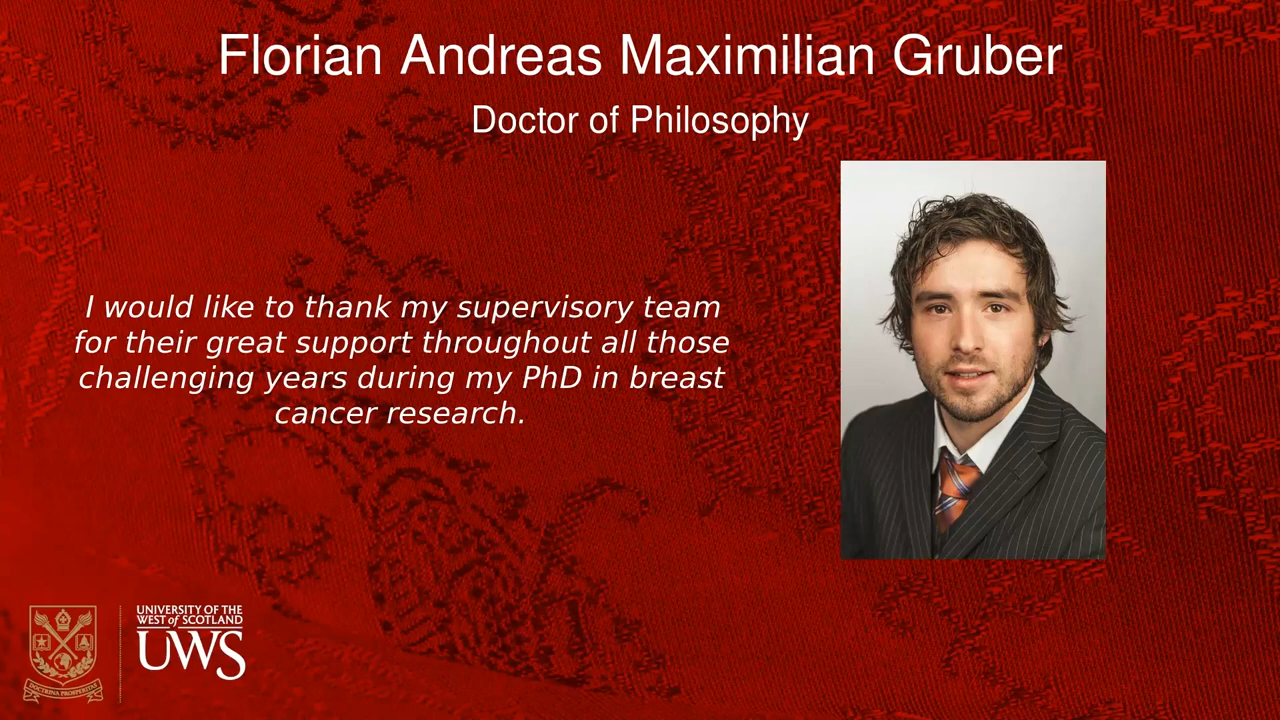 Florian Andreas Maximilian Gruber
Doctor of Philosophy
I would like to thank my supervisory team
for their great support throughout all those
challenging years during my PhD in breast
cancer research.
UNIVERSITY OF THE
WEST of SCOTLAND
UWS
DOCTRINA PROSPERITAS